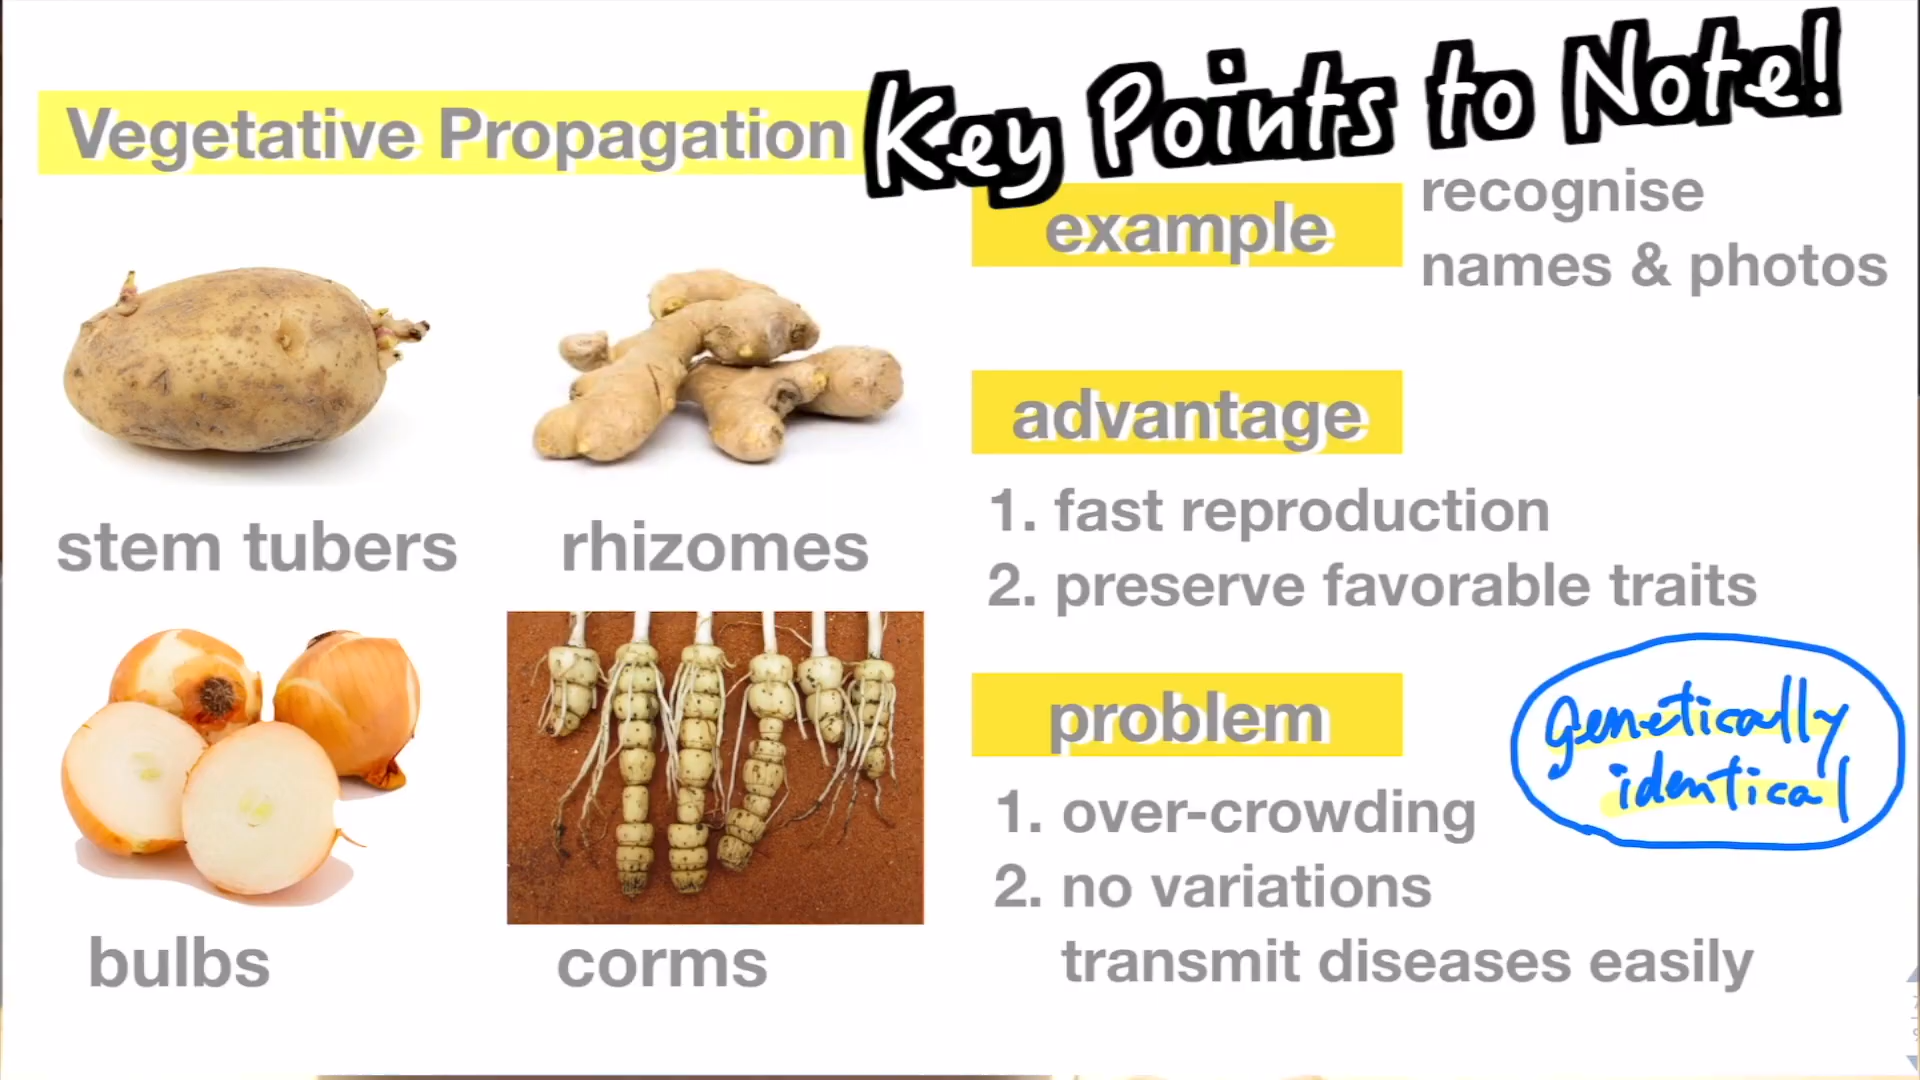 Key Points to Note!
Vegetative Propagation
stem tubers
rhizomes
bulbs
corms
example
recognise
names & photos
advantage
1. fast reproduction
2. preserve favorable traits
problem
1. over-crowding
2. no variations
transmit diseases easily
genetically
identical